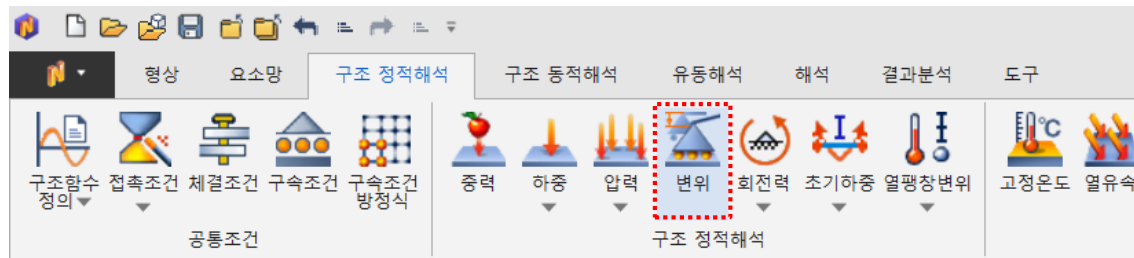 형상 요소망 구조 정적해석 구조 동적해석 유동해석 해석 결과분석 도구
구조함수 접촉조건 체결조건 구속조건 구속조건 중력 하중 압력 변위 회전력 초기하중 열팽창변위 고정온도 열유속
정의 방정식
공통조건 구조 정적해석